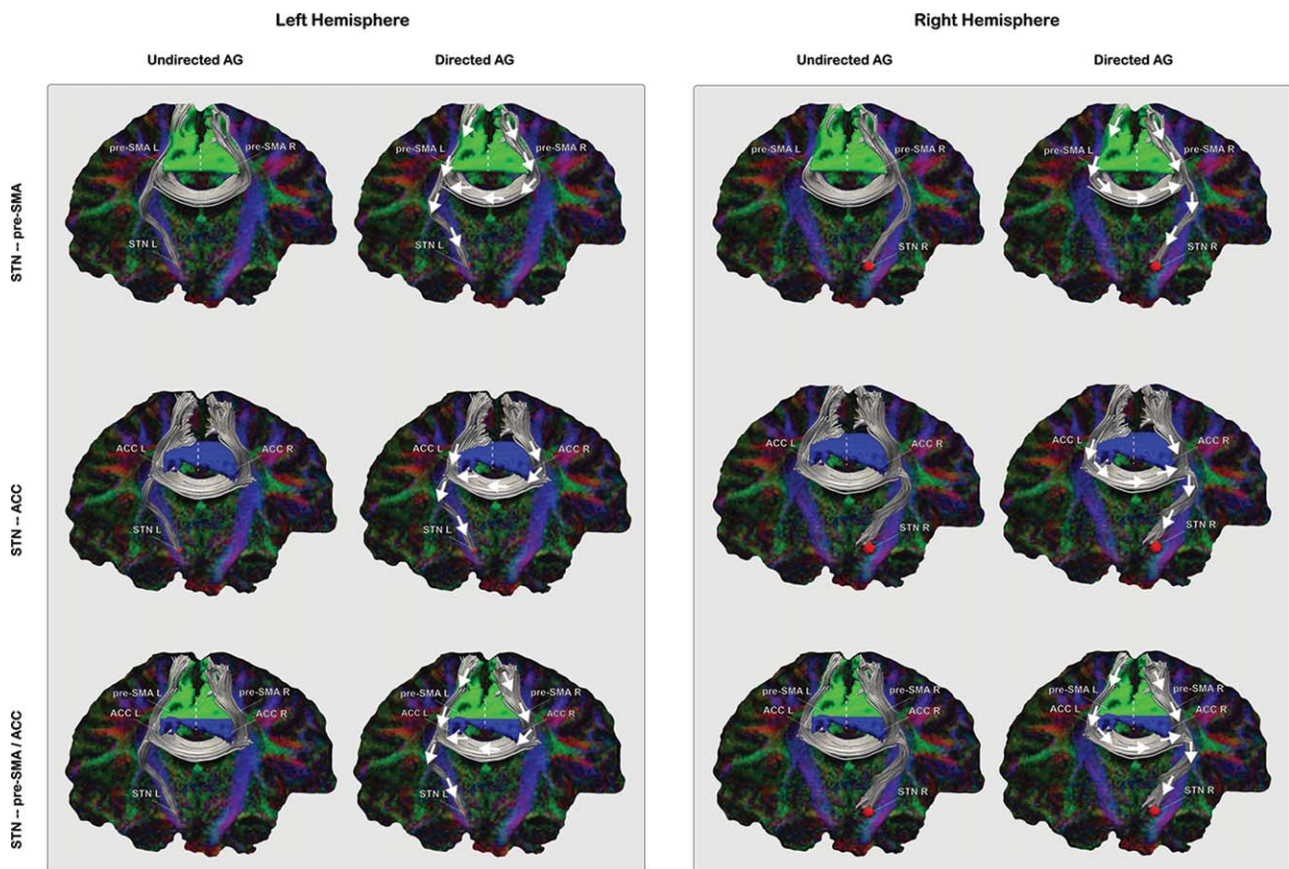 Left Hemisphere
Right Hemisphere
Undirected AG
Directed AG
Undirected AG
Directed AG
STN -- pre-SMA
pre-SMA L
pre-SMA R
STN L
pre-SMA L
pre-SMA R
STN L
pre-SMA L
pre-SMA R
STN R
pre-SMA L
pre-SMA R
STN R
STN -- ACC
ACC L
ACC R
STN L
ACC L
ACC R
STN L
ACC L
ACC R
STN R
ACC L
ACC R
STN R
STN -- pre-SMA / ACC
pre-SMA L
pre-SMA R
ACC L
ACC R
STN L
pre-SMA L
pre-SMA R
ACC L
ACC R
STN L
pre-SMA L
pre-SMA R
ACC L
ACC R
STN R
pre-SMA L
pre-SMA R
ACC L
ACC R
STN R